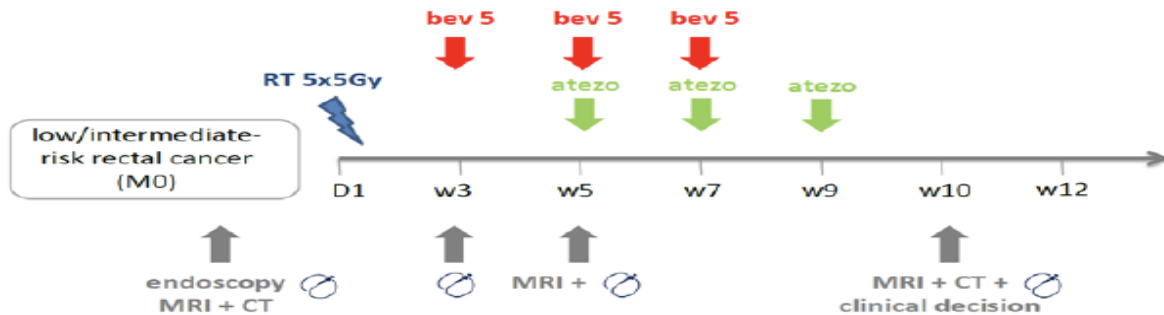 bev 5 bev 5 bev 5
RT 5x5Gy
atezo atezo atezo
low/intermediate-
risk rectal cancer
(M0)
D1 w3 w5 w7 w9 w10 w12
endoscopy
MRI + CT
MRI +
MRI + CT +
clinical decision